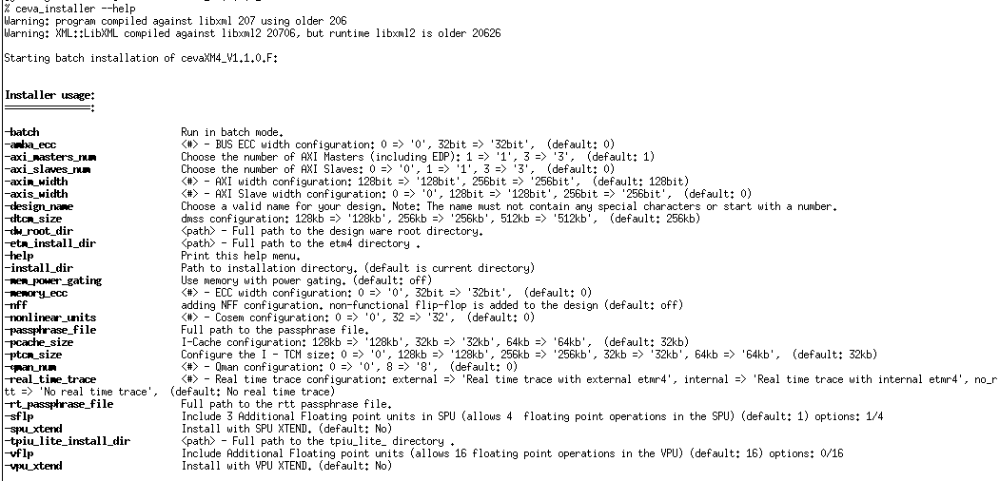 % ceva_installer --help
Warning: program compiled against libxml 207 using older 206
Warning: XML::LibXML compiled against libxml2 20706, but runtime libxml2 is older 20626
Starting batch installation of cevaXM4_V1.1.0.F:
Installer usage:
================:
-batch Run in batch mode.
-amba_ecc <#> - BUS ECC width configuration: 0 => '0', 32bit => '32bit', (default: 0)
-axi_masters_num Choose the number of AXI Masters (including EDP): 1 => '1', 3 => '3', (default: 1)
-axi_slaves_num Choose the number of AXI Slaves: 0 => '0', 1 => '1', 3 => '3', (default: 0)
-axim_width <#> - AXI width configuration: 128bit => '128bit', 256bit => '256bit', (default: 128bit)
-axis_width <#> - AXI Slave width configuration: 0 => '0', 128bit => '128bit', 256bit => '256bit', (default: 0)
-design_name Choose a valid name for your design. Note: The name must not contain any special characters or start with a number.
-dtcm_size dmss configuration: 128kb => '128kb', 256kb => '256kb', 512kb => '512kb', (default: 256kb)
-dw_root_dir <path> - Full path to the design ware root directory.
-etm_install_dir <path> - Full path to the etm4 directory .
-help Print this help menu.
-install_dir Path to installation directory. (default is current directory)
-mem_power_gating Use memory with power gating. (default: off)
-memory_ecc <#> - ECC width configuration: 0 => '0', 32bit => '32bit', (default: 0)
-nff adding NFF configuration. non-functional flip-flop is added to the design (default: off)
-nonlinear_units <#> - Cosem configuration: 0 => '0', 32 => '32', (default: 0)
-passphrase_file Full path to the passphrase file.
-pcache_size I-Cache configuration: 128kb => '128kb', 32kb => '32kb', 64kb => '64kb', (default: 32kb)
-ptcm_size Configure the I - TCM size: 0 => '0', 128kb => '128kb', 256kb => '256kb', 32kb => '32kb', 64kb => '64kb', (default: 32kb)
-qman_num <#> - Qman configuration: 0 => '0', 8 => '8', (default: 0)
-real_time_trace <#> - Real time trace configuration: external => 'Real time trace with external etmr4', internal => 'Real time trace with internal etmr4', no_r
tt => 'No real time trace', (default: No real time trace)
-rt_passphrase_file Full path to the rtt passphrase file.
-sflp Include 3 Additional Floating point units in SPU (allows 4 floating point operations in the SPU) (default: 1) options: 1/4
-spu_xtend Install with SPU XTEND. (default: No)
-tpiu_lite_install_dir <path> - Full path to the tpiu_lite_ directory .
-vflp Include Additional Floating point units (allows 16 floating point operations in the VPU) (default: 16) options: 0/16
-vpu_xtend Install with VPU XTEND. (default: No)